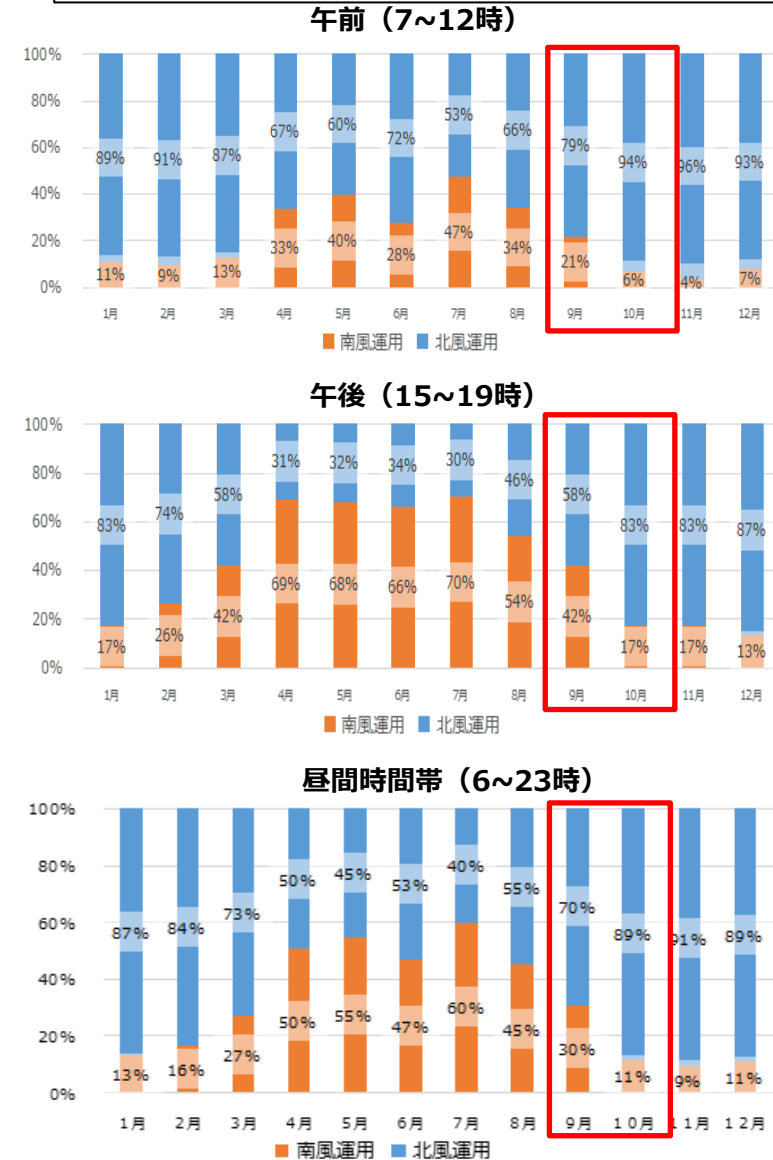 午前（7~12時）
100%
80%
60%
40%
20%
0%
89% 91% 87% 67% 60% 72% 53% 66% 79% 94% 96% 93%
11% 9% 13% 33% 40% 28% 47% 34% 21% 6% 4% 7%
1月 2月 3月 4月 5月 6月 7月 8月 9月 10月 11月 12月
南風運用 北風運用
午後（15~19時）
100%
80%
60%
40%
20%
0%
83% 74% 58% 31% 32% 34% 30% 46% 58% 83% 83% 87%
17% 26% 42% 69% 68% 66% 70% 54% 42% 17% 17% 13%
1月 2月 3月 4月 5月 6月 7月 8月 9月 10月 11月 12月
南風運用 北風運用
昼間時間帯（6~23時）
100%
80%
60%
40%
20%
0%
87% 84% 73% 50% 45% 53% 40% 55% 70% 89% 91% 89%
13% 16% 27% 50% 55% 47% 60% 45% 30% 11% 9% 11%
1月 2月 3月 4月 5月 6月 7月 8月 9月 10月 11月 12月
南風運用 北風運用